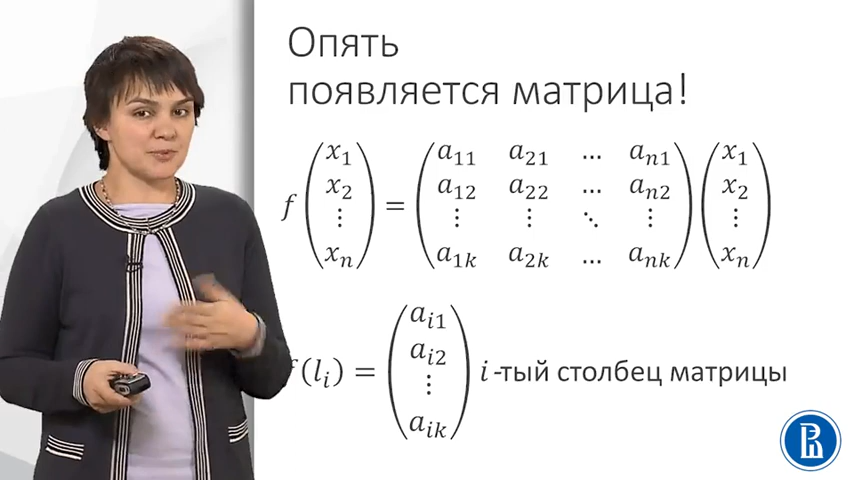 Опять
появляется матрица!
f(x₁ x₂ ⋮ xₙ) = (a₁₁ a₂₁ … aₙ₁
a₁₂ a₂₂ … aₙ₂
⋮ ⋮ ⋱ ⋮
a₁ₖ a₂ₖ … aₙₖ)(x₁ x₂ ⋮ xₙ)
f(lᵢ) = (aᵢ₁ aᵢ₂ ⋮ aᵢₖ) i-тый столбец матрицы